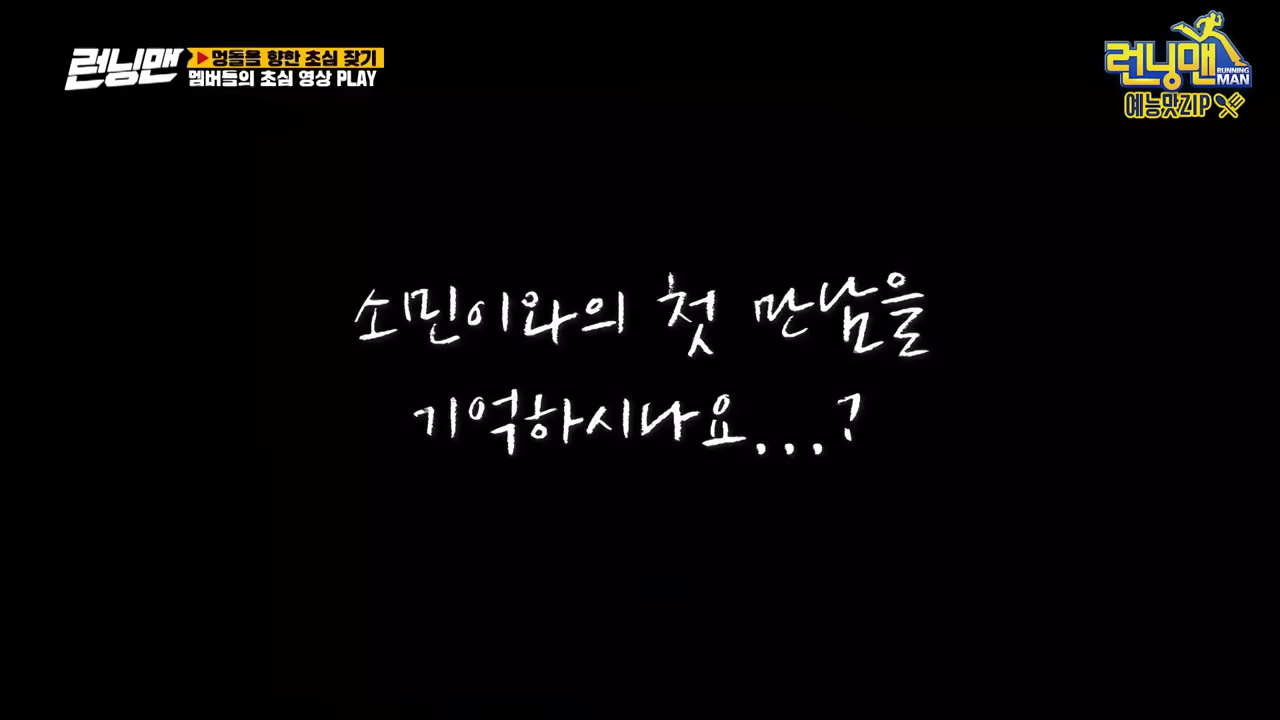 런닝맨
▶멍돌을 향한 초심 찾기
멤버들의 초심 영상 PLAY
런닝맨
RUNNING MAN
예능맛ZIP
소민이와의 첫 만남을
기억하시나요...?